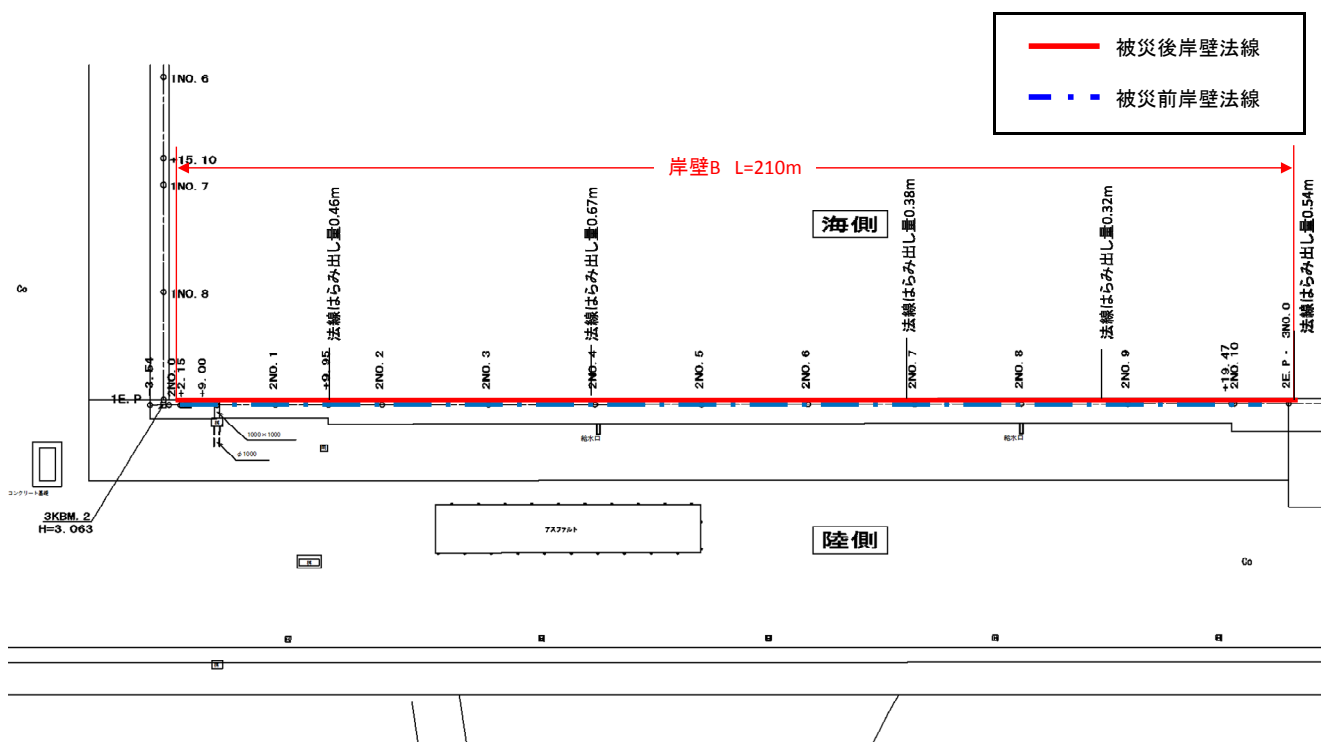 被災後岸壁法線
被災前岸壁法線
1NO. 6
+15. 10
1NO. 7
1NO. 8
岸壁B L=210m
海側
法線はらみ出し量0.46m
法線はらみ出し量0.67m
法線はらみ出し量0.38m
法線はらみ出し量0.32m
法線はらみ出し量0.54m
Co
3. 54
2NO. 0
+2. 15
+9. 00
2NO. 1
+9. 95
2NO. 2
2NO. 3
2NO. 4
2NO. 5
2NO. 6
2NO. 7
2NO. 8
2NO. 9
+19. 47
2NO. 10
2E. P - 3NO. 0
1E. P
1000×1000
φ1000
給水口
給水口
コンクリート基礎
3KBM. 2
H=3. 063
アスファルト
陸側
Co